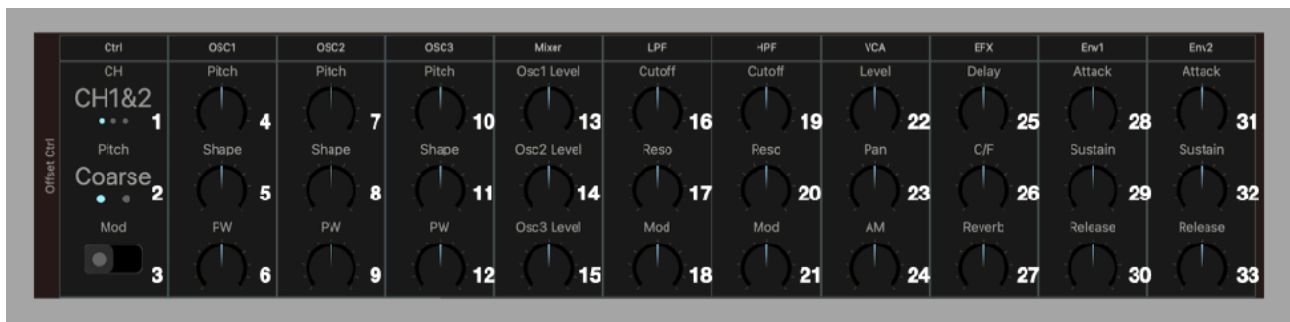 Ctrl OSC1 OSC2 OSC3 Mixer LPF HPF VCA EFX Env1 Env2
CH Pitch Pitch Pitch Osc1 Level Cutoff Cutoff Level Delay Attack Attack
CH1&2
1 4 7 10 13 16 19 22 25 28 31
Offset Ctrl
Pitch Shape Shape Shape Osc2 Level Reso Reso Pan C/F Sustain Sustain
Coarse
2 5 8 11 14 17 20 23 26 29 32
Mod PW PW PW Osc3 Level Mod Mod AM Reverb Release Release
3 6 9 12 15 18 21 24 27 30 33